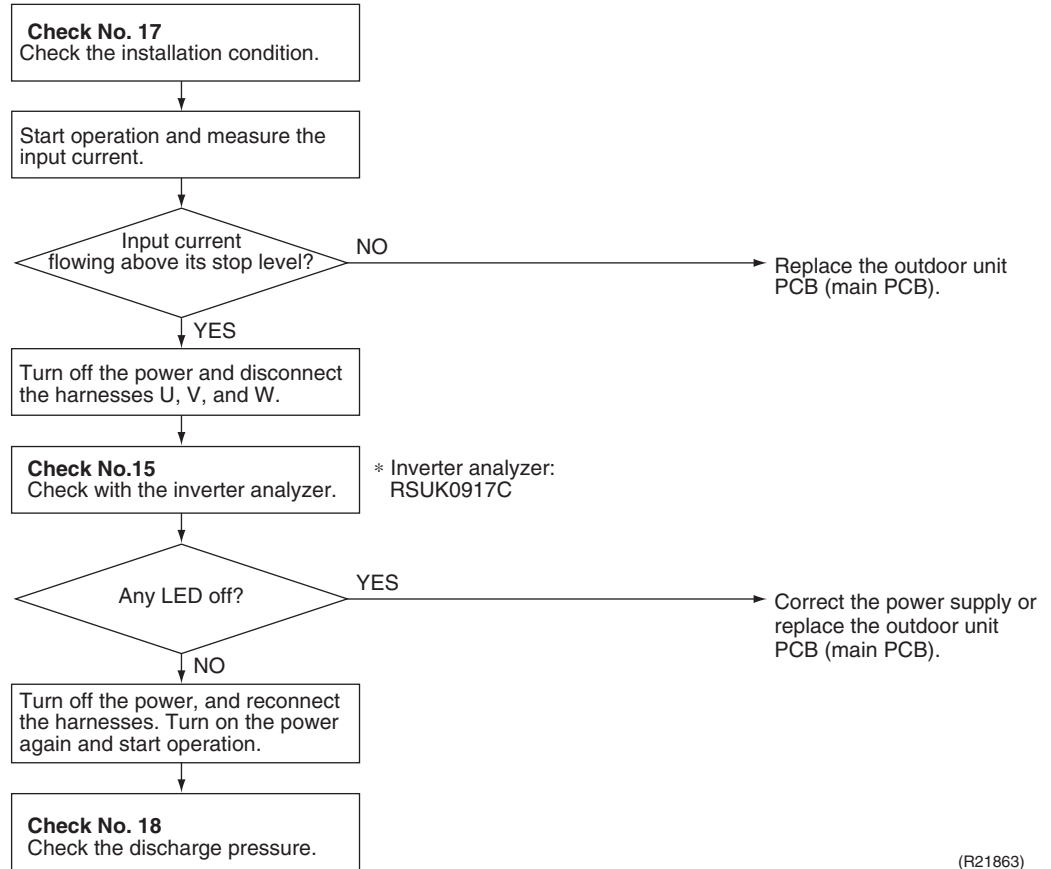 Check No. 17
Check the installation condition.
Start operation and measure the
input current.
Input current
flowing above its stop level?
NO
Replace the outdoor unit
PCB (main PCB).
YES
Turn off the power and disconnect
the harnesses U, V, and W.
Check No.15
Check with the inverter analyzer.
* Inverter analyzer:
RSUK0917C
Any LED off?
YES
Correct the power supply or
replace the outdoor unit
PCB (main PCB).
NO
Turn off the power, and reconnect
the harnesses. Turn on the power
again and start operation.
Check No. 18
Check the discharge pressure.
(R21863)